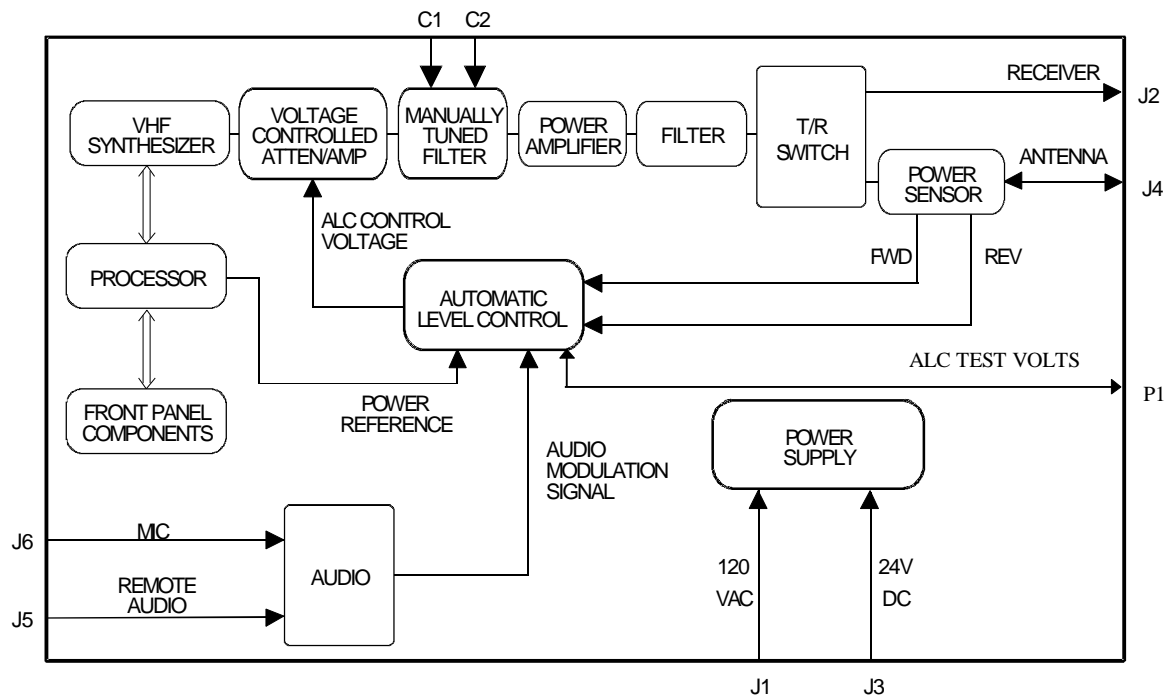 C1 C2
RECEIVER
J2
VHF
SYNTHESIZER
VOLTAGE
CONTROLLED
ATTEN/AMP
MANUALLY
TUNED
FILTER
POWER
AMPLIFIER
FILTER
T/R
SWITCH
ANTENNA
J4
POWER
SENSOR
ALC CONTROL
VOLTAGE
FWD
REV
PROCESSOR
AUTOMATIC
LEVEL CONTROL
ALC TEST VOLTS
P1
POWER
REFERENCE
FRONT PANEL
COMPONENTS
AUDIO
MODULATION
SIGNAL
POWER
SUPPLY
J6
MIC
AUDIO
REMOTE
AUDIO
J5
120
VAC
24V
DC
J1
J3